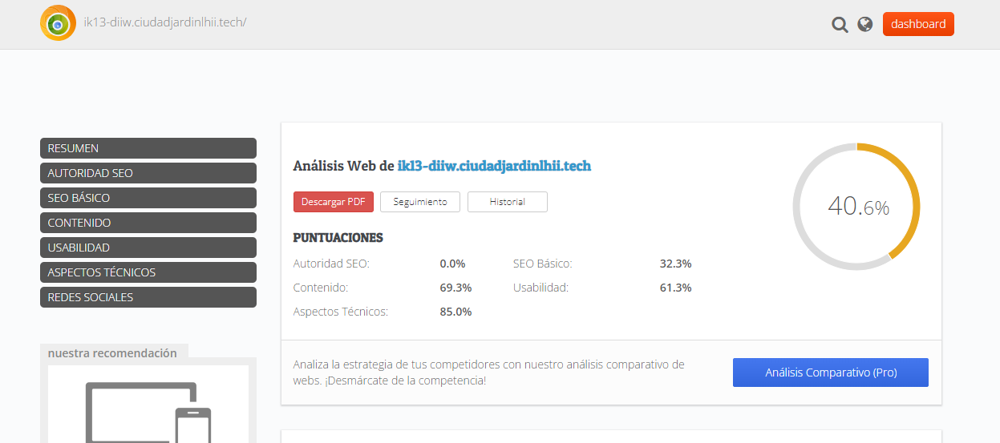 ik13-diiw.ciudadjardinlhii.tech/
dashboard
RESUMEN
AUTORIDAD SEO
SEO BÁSICO
CONTENIDO
USABILIDAD
ASPECTOS TÉCNICOS
REDES SOCIALES
nuestra recomendación
Análisis Web de ik13-diiw.ciudadjardinlhii.tech
Descargar PDF Seguimiento Historial
PUNTUACIONES
Autoridad SEO: 0.0% SEO Básico: 32.3%
Contenido: 69.3% Usabilidad: 61.3%
Aspectos Técnicos: 85.0%
40.6%
Analiza la estrategia de tus competidores con nuestro análisis comparativo de
webs. ¡Desmárcate de la competencia!
Análisis Comparativo (Pro)